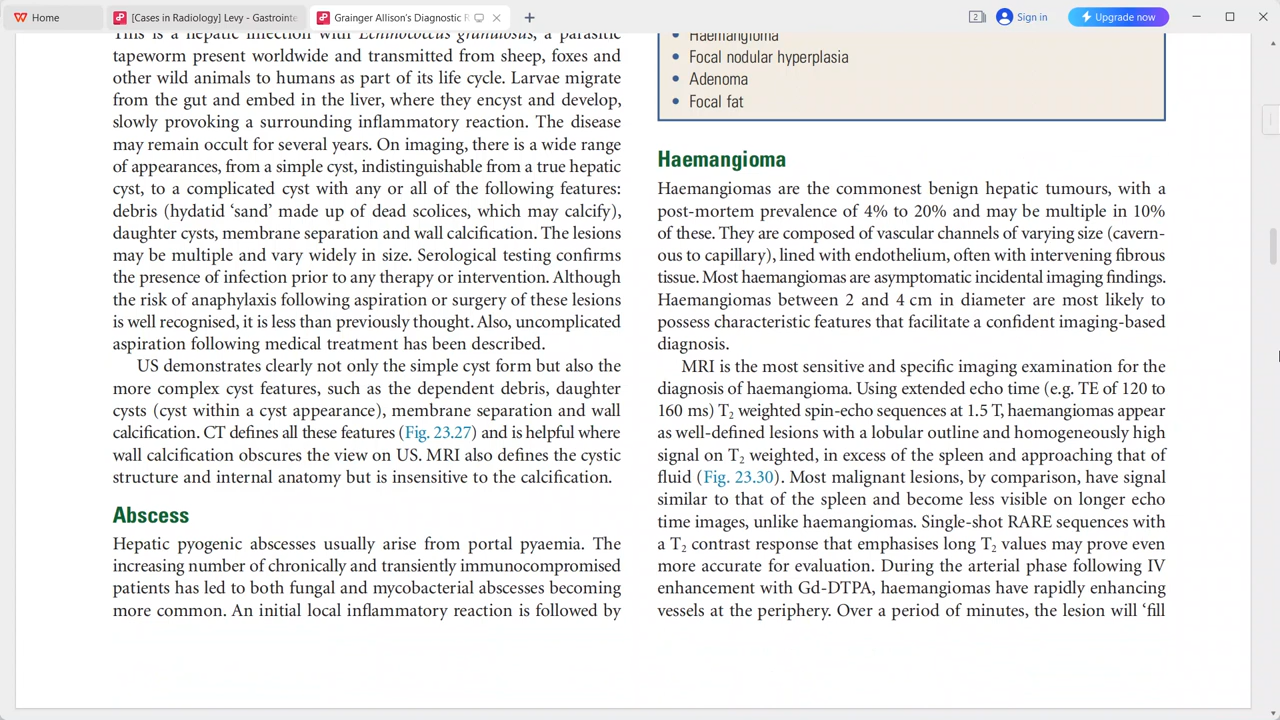 Home
[Cases in Radiology] Levy - Gastrointe
Grainger Allison's Diagnostic R
2
Sign in
Upgrade now
This is a hepatic infection with Echinococcus granulosus, a parasitic
tapeworm present worldwide and transmitted from sheep, foxes and
other wild animals to humans as part of its life cycle. Larvae migrate
from the gut and embed in the liver, where they encyst and develop,
slowly provoking a surrounding inflammatory reaction. The disease
may remain occult for several years. On imaging, there is a wide range
of appearances, from a simple cyst, indistinguishable from a true hepatic
cyst, to a complicated cyst with any or all of the following features:
debris (hydatid ‘sand’ made up of dead scolices, which may calcify),
daughter cysts, membrane separation and wall calcification. The lesions
may be multiple and vary widely in size. Serological testing confirms
the presence of infection prior to any therapy or intervention. Although
the risk of anaphylaxis following aspiration or surgery of these lesions
is well recognised, it is less than previously thought. Also, uncomplicated
aspiration following medical treatment has been described.
US demonstrates clearly not only the simple cyst form but also the
more complex cyst features, such as the dependent debris, daughter
cysts (cyst within a cyst appearance), membrane separation and wall
calcification. CT defines all these features (Fig. 23.27) and is helpful where
wall calcification obscures the view on US. MRI also defines the cystic
structure and internal anatomy but is insensitive to the calcification.
Abscess
Hepatic pyogenic abscesses usually arise from portal pyaemia. The
increasing number of chronically and transiently immunocompromised
patients has led to both fungal and mycobacterial abscesses becoming
more common. An initial local inflammatory reaction is followed by
• Haemangioma
• Focal nodular hyperplasia
• Adenoma
• Focal fat
Haemangioma
Haemangiomas are the commonest benign hepatic tumours, with a
post-mortem prevalence of 4% to 20% and may be multiple in 10%
of these. They are composed of vascular channels of varying size (cavern-
ous to capillary), lined with endothelium, often with intervening fibrous
tissue. Most haemangiomas are asymptomatic incidental imaging findings.
Haemangiomas between 2 and 4 cm in diameter are most likely to
possess characteristic features that facilitate a confident imaging-based
diagnosis.
MRI is the most sensitive and specific imaging examination for the
diagnosis of haemangioma. Using extended echo time (e.g. TE of 120 to
160 ms) T₂ weighted spin-echo sequences at 1.5 T, haemangiomas appear
as well-defined lesions with a lobular outline and homogeneously high
signal on T₂ weighted, in excess of the spleen and approaching that of
fluid (Fig. 23.30). Most malignant lesions, by comparison, have signal
similar to that of the spleen and become less visible on longer echo
time images, unlike haemangiomas. Single-shot RARE sequences with
a T₂ contrast response that emphasises long T₂ values may prove even
more accurate for evaluation. During the arterial phase following IV
enhancement with Gd-DTPA, haemangiomas have rapidly enhancing
vessels at the periphery. Over a period of minutes, the lesion will ‘fill